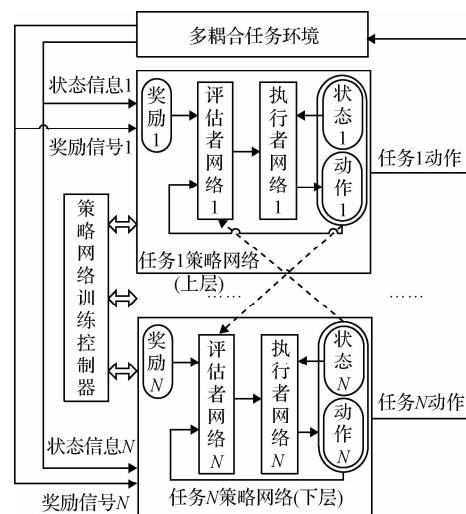 多耦合任务环境
状态信息1
奖励信号1
奖励1
评估者网络1
执行者网络1
状态1
动作1
任务1动作
任务1策略网络
(上层)
策略网络训练控制器
……
……
奖励N
评估者网络N
执行者网络N
状态N
动作N
任务N动作
状态信息N
奖励信号N
任务N策略网络(下层)